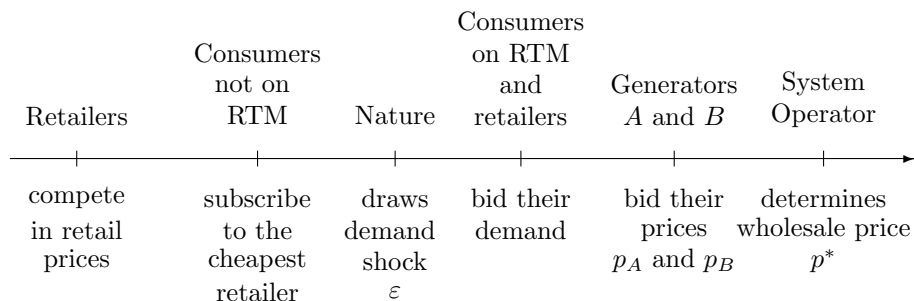 Retailers
Consumers
not on
RTM
Nature
Consumers
on RTM
and
retailers
Generators
A and B
System
Operator
compete
in retail
prices
subscribe
to the
cheapest
retailer
draws
demand
shock
ε
bid their
demand
bid their
prices
p_A and p_B
determines
wholesale price
p*